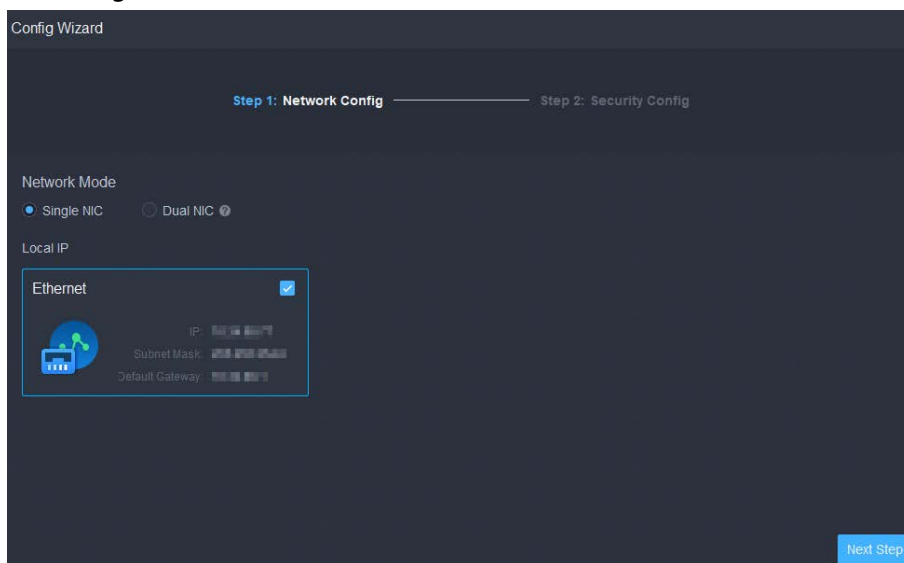 Config Wizard
Step 1: Network Config Step 2: Security Config
Network Mode
Single NIC Dual NIC
Local IP
Ethernet
IP:
Subnet Mask:
Default Gateway:
Next Step